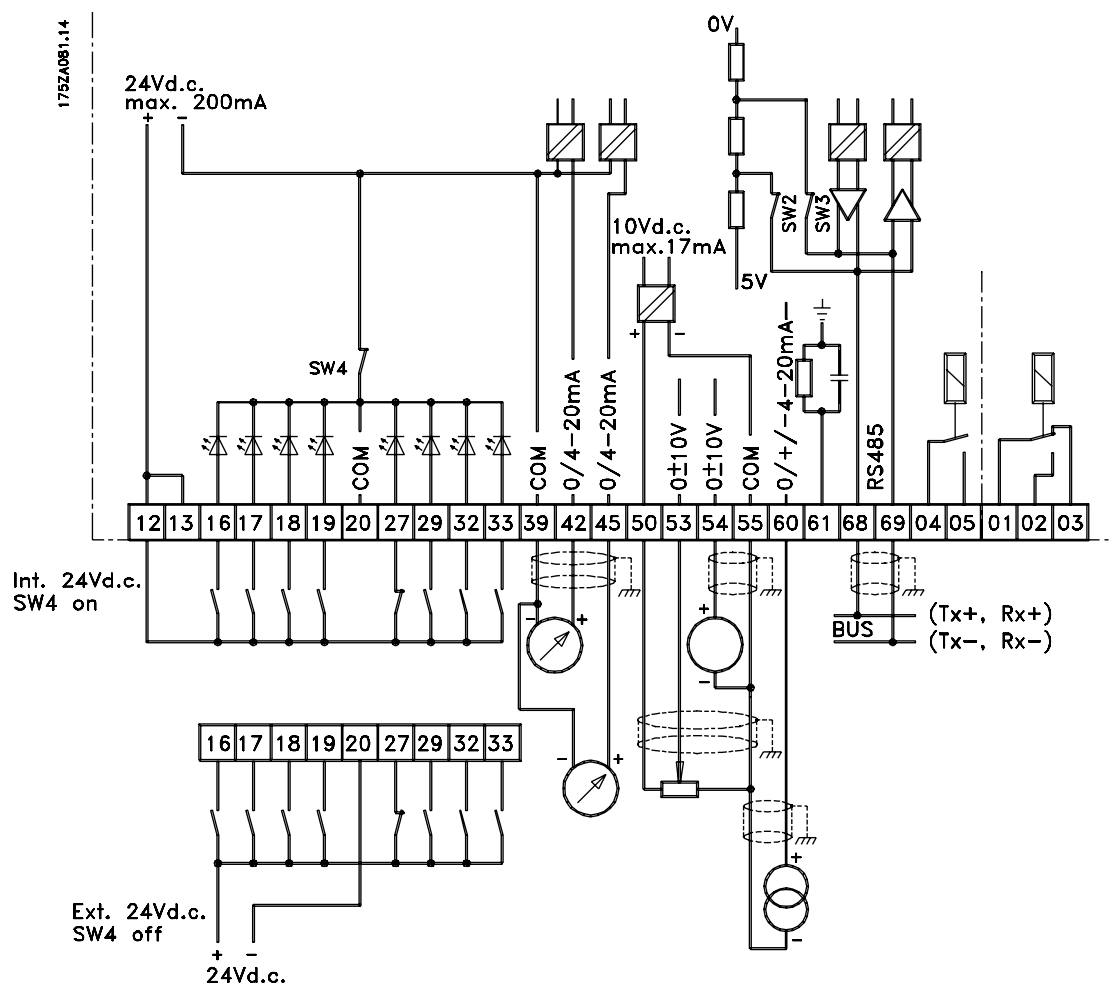 175ZA081.14
24Vd.c.
max. 200mA
+ -
0V
SW2
SW3
10Vd.c.
max.17mA
5V
+ -
SW4
COM
COM
0/4-20mA
0/4-20mA
0±10V
0±10V
COM
0/+/-4-20mA
RS485
12 13 16 17 18 19 20 27 29 32 33 39 42 45 50 53 54 55 60 61 68 69 04 05 01 02 03
Int. 24Vd.c.
SW4 on
- +
+
-
BUS
(Tx+, Rx+)
(Tx-, Rx-)
16 17 18 19 20 27 29 32 33
- +
+
-
Ext. 24Vd.c.
SW4 off
+ -
24Vd.c.